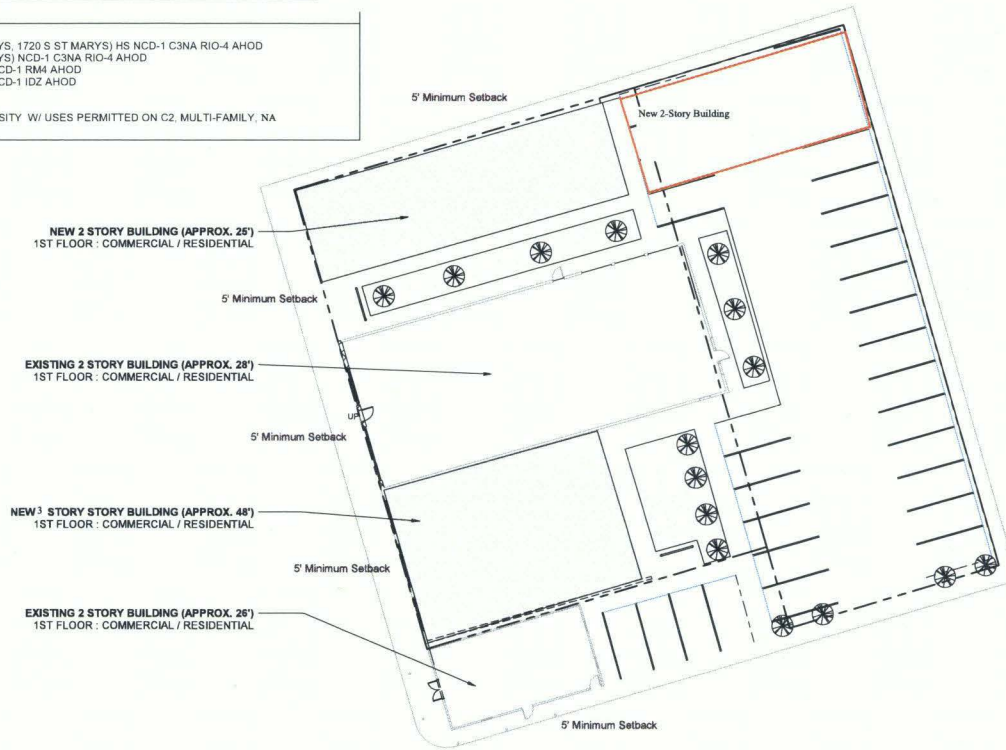 YS, 1720 S ST MARYS) HS NCD-1 C3NA RIO-4 AHOD
YS) NCD-1 C3NA RIO-4 AHOD
CD-1 RM4 AHOD
CD-1 IDZ AHOD
SITY W/ USES PERMITTED ON C2, MULTI-FAMILY, NA
5' Minimum Setback
New 2-Story Building
NEW 2 STORY BUILDING (APPROX. 25')
1ST FLOOR : COMMERCIAL / RESIDENTIAL
5' Minimum Setback
EXISTING 2 STORY BUILDING (APPROX. 28')
1ST FLOOR : COMMERCIAL / RESIDENTIAL
UP
5' Minimum Setback
NEW 3 STORY STORY BUILDING (APPROX. 48')
1ST FLOOR : COMMERCIAL / RESIDENTIAL
5' Minimum Setback
EXISTING 2 STORY BUILDING (APPROX. 26')
1ST FLOOR : COMMERCIAL / RESIDENTIAL
5' Minimum Setback